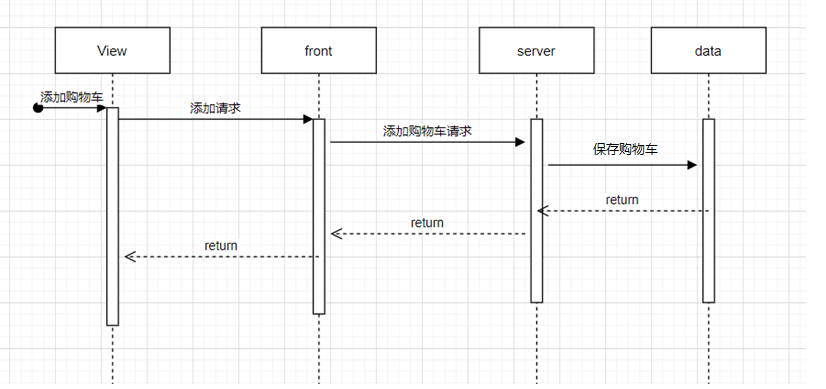 View
front
server
data
添加购物车
添加请求
添加购物车请求
保存购物车
return
return
return